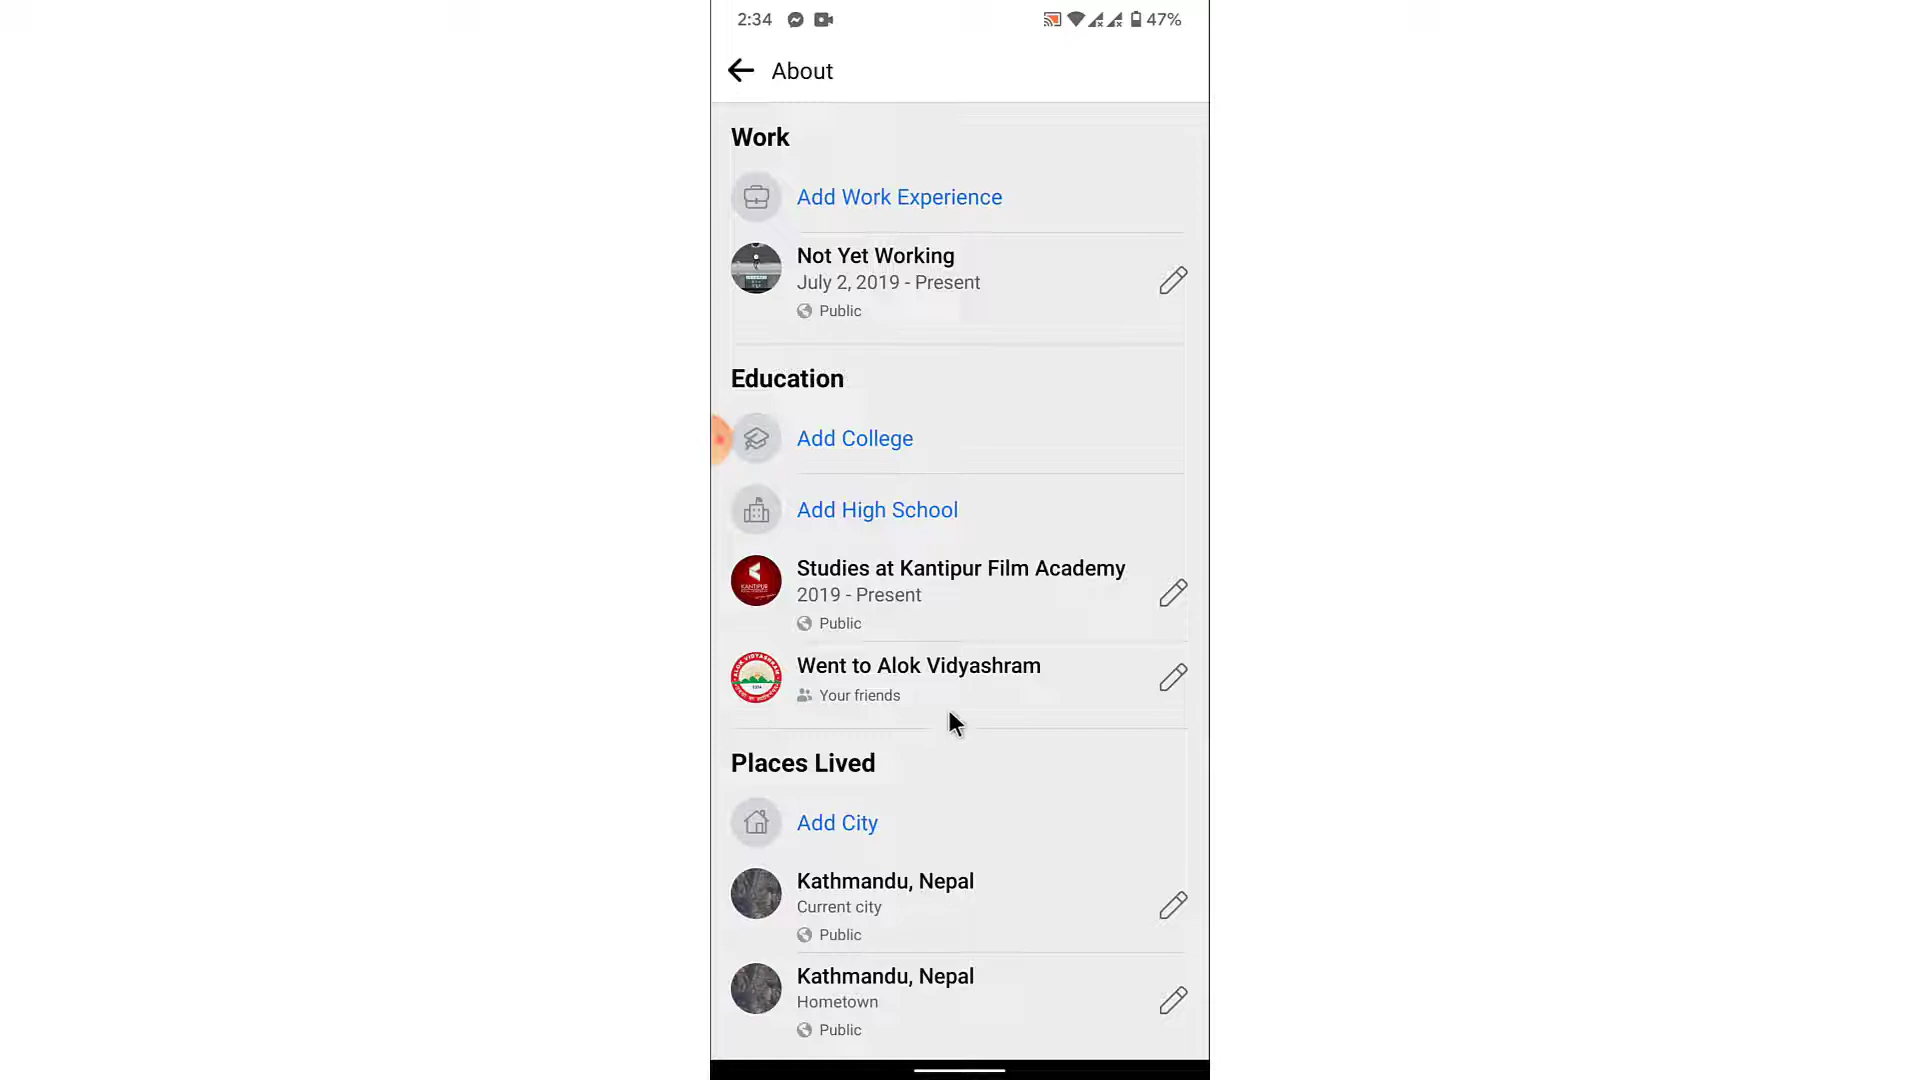 2:34
47%
About
Work
Add Work Experience
Not Yet Working
July 2, 2019 - Present
Public
Education
Add College
Add High School
Studies at Kantipur Film Academy
2019 - Present
Public
Went to Alok Vidyashram
Your friends
Places Lived
Add City
Kathmandu, Nepal
Current city
Public
Kathmandu, Nepal
Hometown
Public